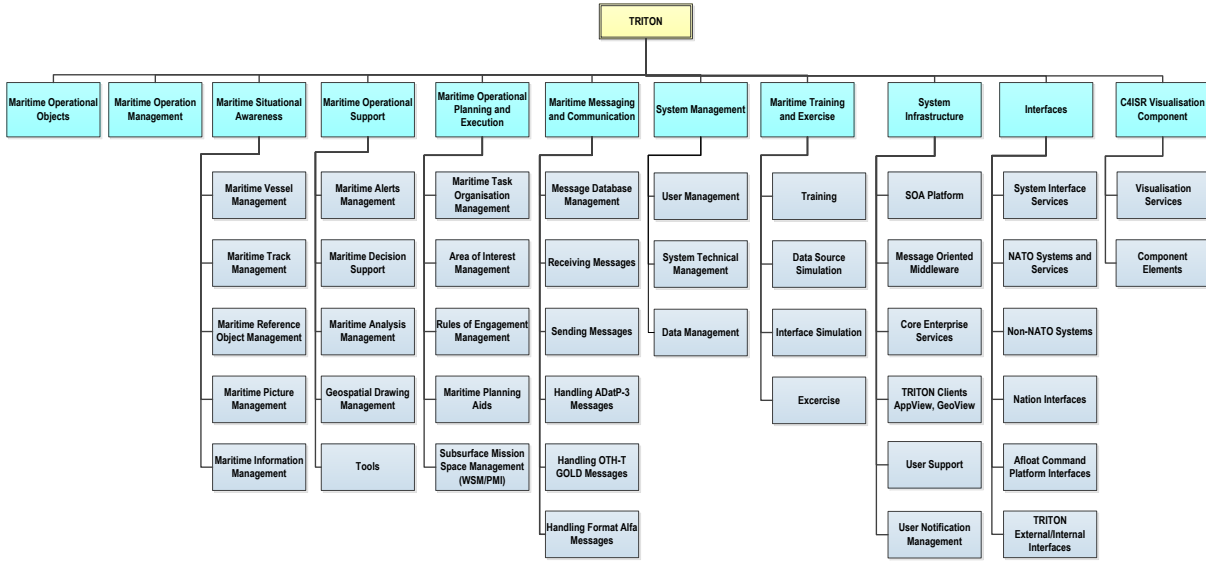 TRITON
Maritime Operational
Objects
Maritime Operation
Management
Maritime Situational
Awareness
Maritime Operational
Support
Maritime Operational
Planning and
Execution
Maritime Messaging
and Communication
System Management
Maritime Training
and Exercise
System
Infrastructure
Interfaces
C4ISR Visualisation
Component
Maritime Vessel
Management
Maritime Track
Management
Maritime Reference
Object Management
Maritime Picture
Management
Maritime Information
Management
Maritime Alerts
Management
Maritime Decision
Support
Maritime Analysis
Management
Geospatial Drawing
Management
Tools
Maritime Task
Organisation
Management
Area of Interest
Management
Rules of Engagement
Management
Maritime Planning
Aids
Subsurface Mission
Space Management
(WSM/PMI)
Message Database
Management
Receiving Messages
Sending Messages
Handling ADatP-3
Messages
Handling OTH-T
GOLD Messages
Handling Format Alfa
Messages
User Management
System Technical
Management
Data Management
Training
Data Source
Simulation
Interface Simulation
Excercise
SOA Platform
Message Oriented
Middleware
Core Enterprise
Services
TRITON Clients
AppView, GeoView
User Support
User Notification
Management
System Interface
Services
NATO Systems and
Services
Non-NATO Systems
Nation Interfaces
Afloat Command
Platform Interfaces
TRITON
External/Internal
Interfaces
Visualisation
Services
Component
Elements